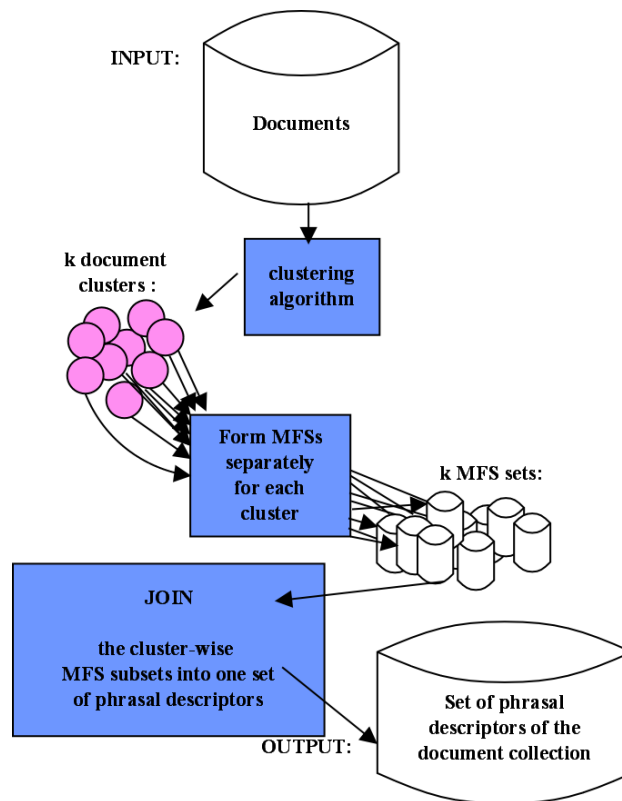 INPUT:
Documents
clustering
algorithm
k document
clusters :
Form MFSs
separately
for each
cluster
k MFS sets:
JOIN
the cluster-wise
MFS subsets into one set
of phrasal descriptors
OUTPUT:
Set of phrasal
descriptors of the
document collection